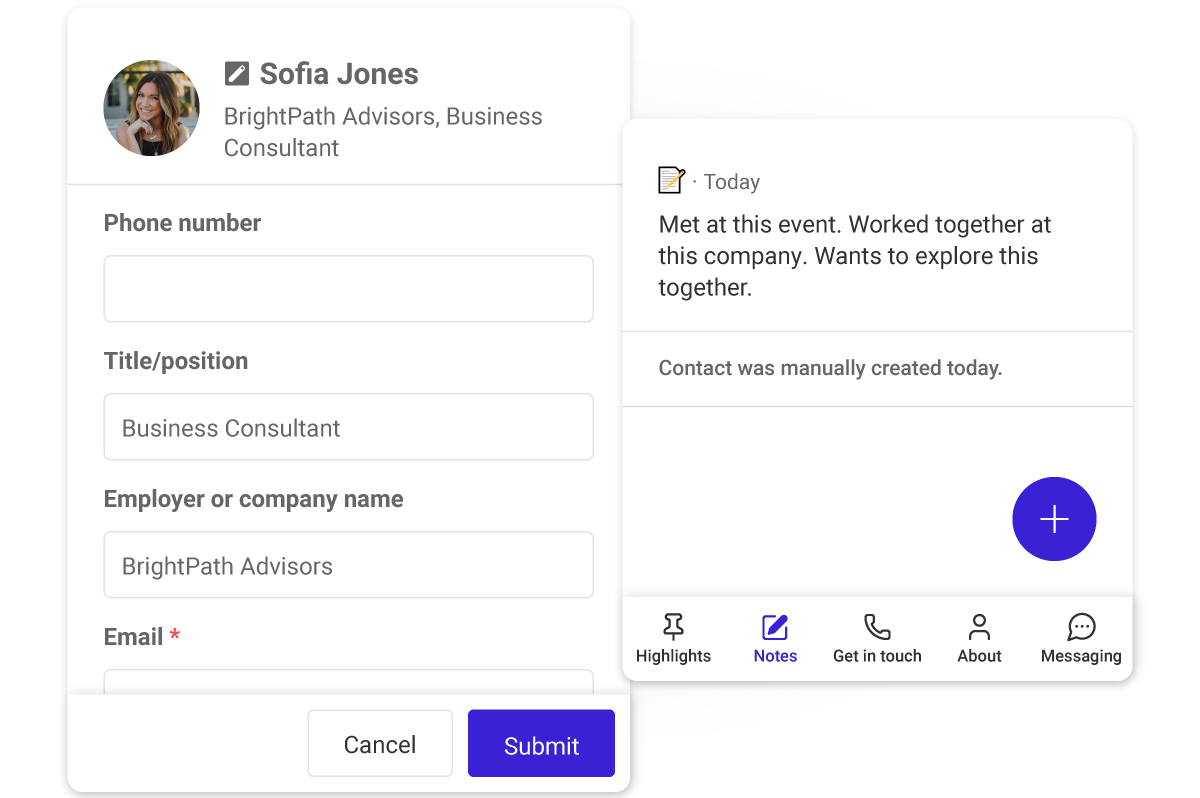 Sofia Jones
BrightPath Advisors, Business
Consultant
Phone number
Title/position
Business Consultant
Employer or company name
BrightPath Advisors
Email *
Cancel
Submit
· Today
Met at this event. Worked together at
this company. Wants to explore this
together.
Contact was manually created today.
Highlights
Notes
Get in touch
About
Messaging